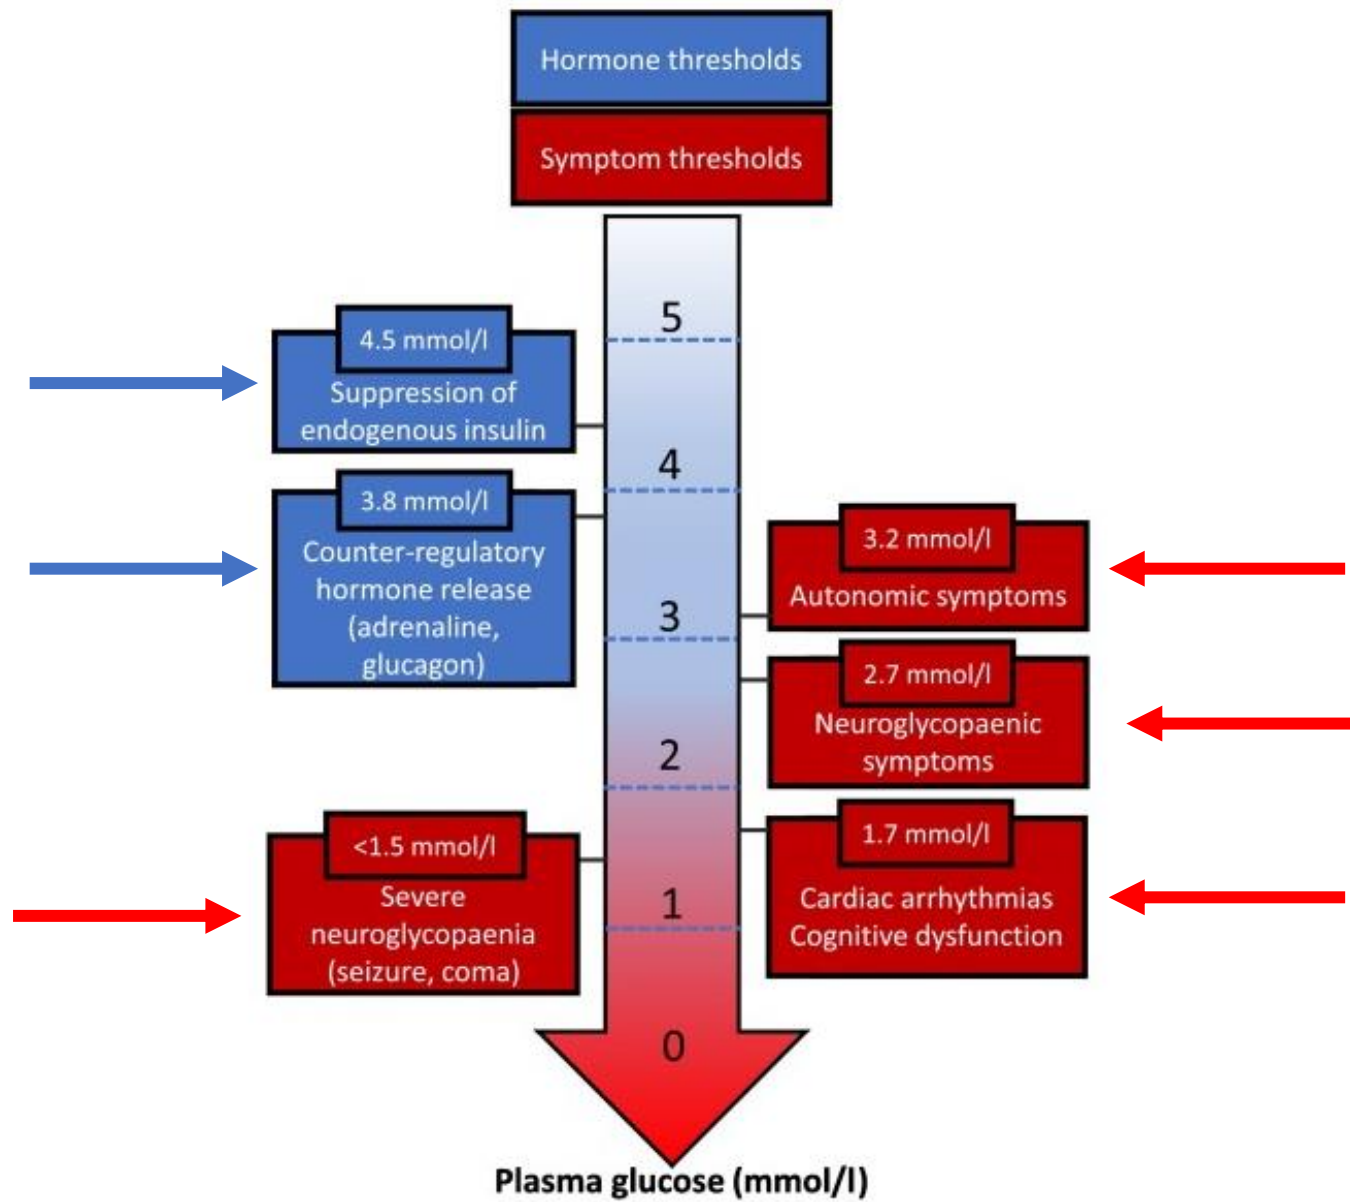 Hormone thresholds
Symptom thresholds
5
4.5 mmol/l
Suppression of
endogenous insulin
4
3.8 mmol/l
Counter-regulatory
hormone release
(adrenaline,
glucagon)
3.2 mmol/l
Autonomic symptoms
3
2.7 mmol/l
Neuroglycopaenic
symptoms
2
1.7 mmol/l
Cardiac arrhythmias
Cognitive dysfunction
<1.5 mmol/l
Severe
neuroglycopaenia
(seizure, coma)
1
0
Plasma glucose (mmol/l)